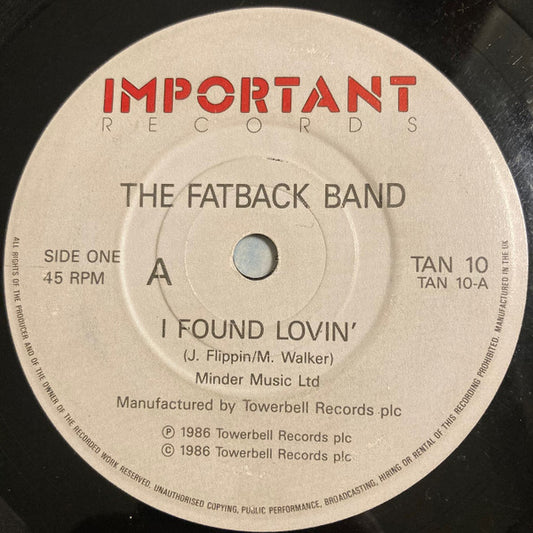 IMPORTANT
RECORDS
THE FATBACK BAND
SIDE ONE
45 RPM
A
TAN 10
TAN 10-A
I FOUND LOVIN'
(J. Flippin/M. Walker)
Minder Music Ltd
Manufactured by Towerbell Records plc
Ⓟ 1986 Towerbell Records plc
© 1986 Towerbell Records plc
ALL RIGHTS OF THE PRODUCER AND OF THE OWNER OF THE RECORDED WORK RESERVED. UNAUTHORISED COPYING, PUBLIC PERFORMANCE, BROADCASTING, HIRING OR RENTAL OF THIS RECORDING PROHIBITED. MANUFACTURED IN THE UK